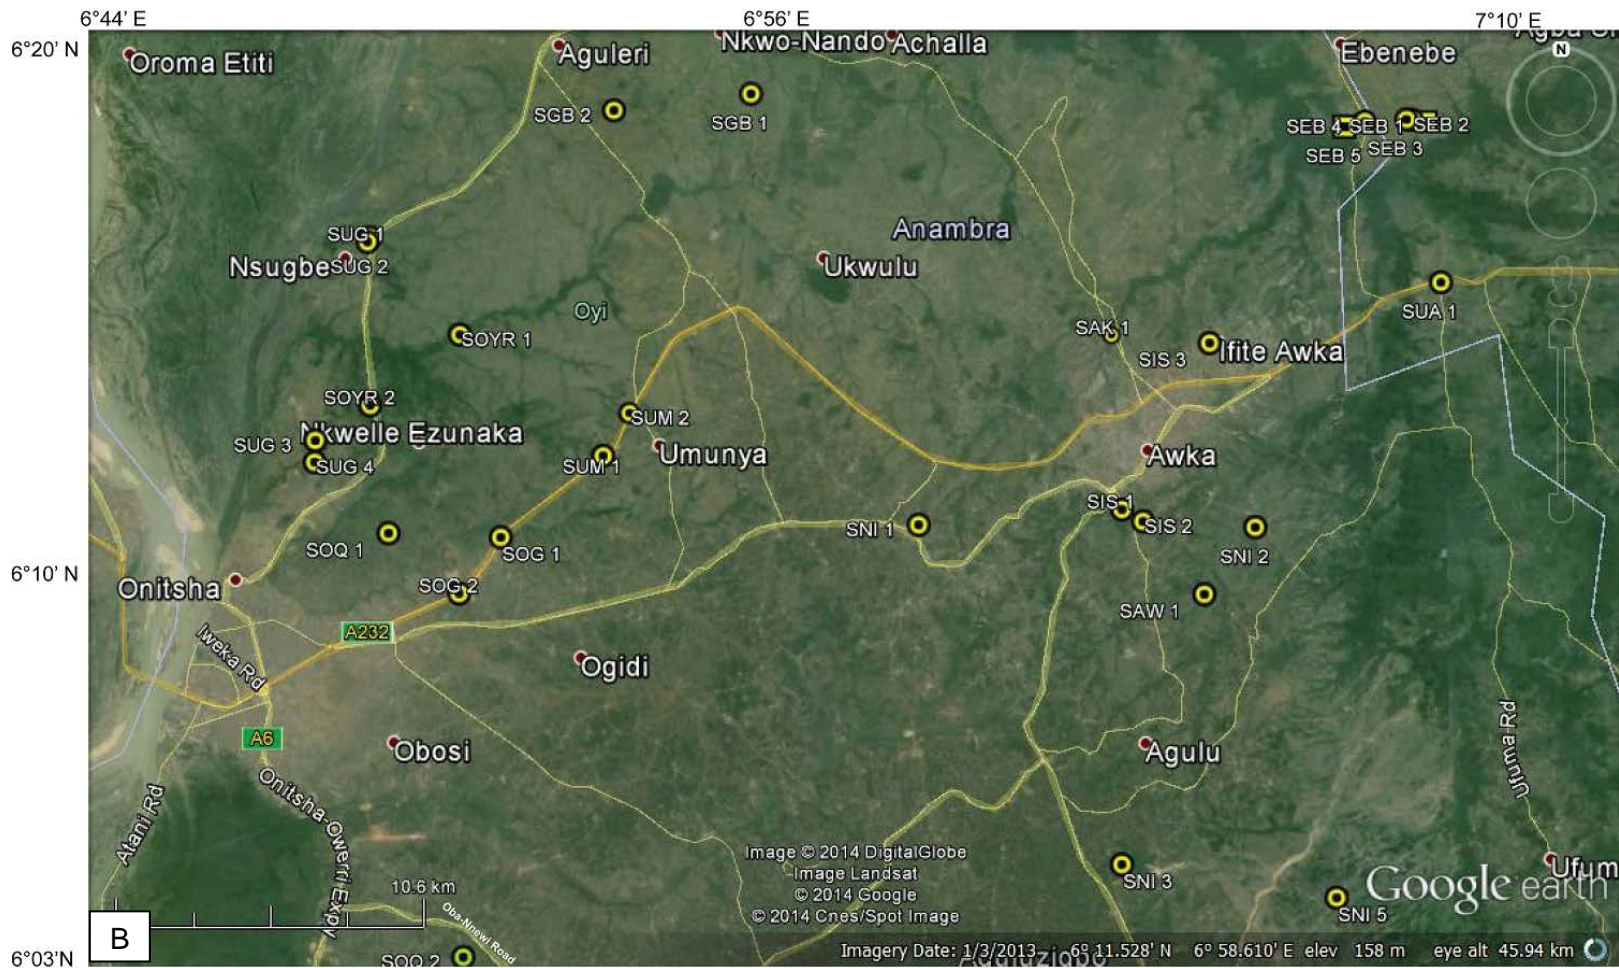 6°44' E
6°56' E
7°10' E
6°20' N
Oroma Etiti
Aguleri
Nkwo-Nando
Achalla
Ebenebe
N
SGB 2
SGB 1
SEB 4
SEB 1
SEB 2
SEB 5
SEB 3
SUG 1
Nsugbe
SUG 2
Anambra
Ukwulu
Oyi
SUA 1
SOYR 1
SAK 1
SIS 3
Ifite Awka
SOYR 2
Nkwelle Ezunaka
SUG 3
SUG 4
SUM 2
SUM 1
Umunya
Awka
SIS 1
SIS 2
SNI 1
SNI 2
SOQ 1
SOG 1
6°10' N
Onitsha
SOG 2
SAW 1
A232
Iweka Rd
Ogidi
A6
Obosi
Agulu
Ufuma Rd
Onitsha-Owerri Expy
Atani Rd
Image © 2014 DigitalGlobe
Image Landsat
© 2014 Google
© 2014 Cnes/Spot Image
SNI 3
Ufum
Google earth
SNI 5
10.6 km
Oba-Nnewi Road
B
SOQ 2
6°03'N
Imagery Date: 1/3/2013 6° 11.528' N 6° 58.610' E elev 158 m eye alt 45.94 km